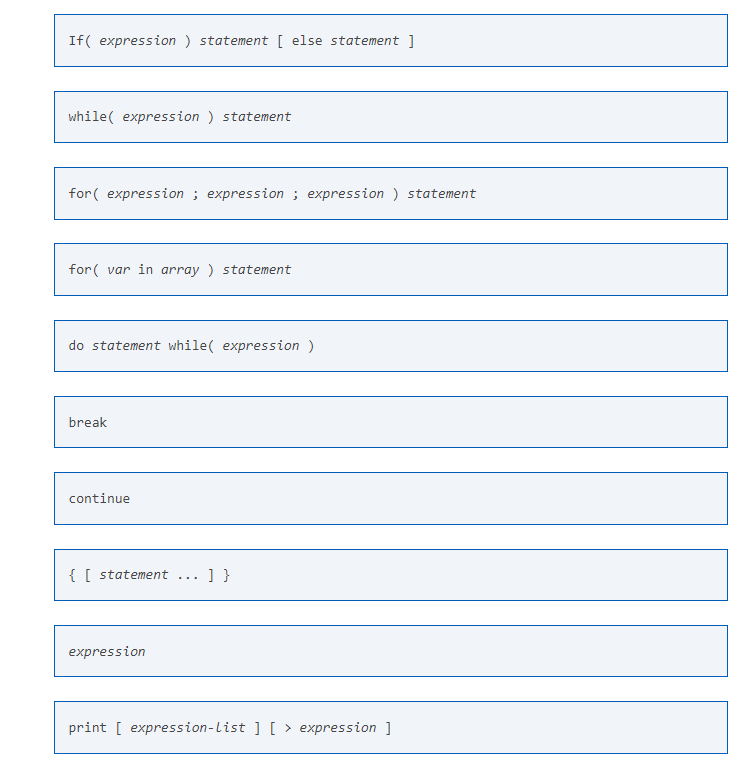 If( expression ) statement [ else statement ]
while( expression ) statement
for( expression ; expression ; expression ) statement
for( var in array ) statement
do statement while( expression )
break
continue
{ [ statement ... ] }
expression
print [ expression-list ] [ > expression ]